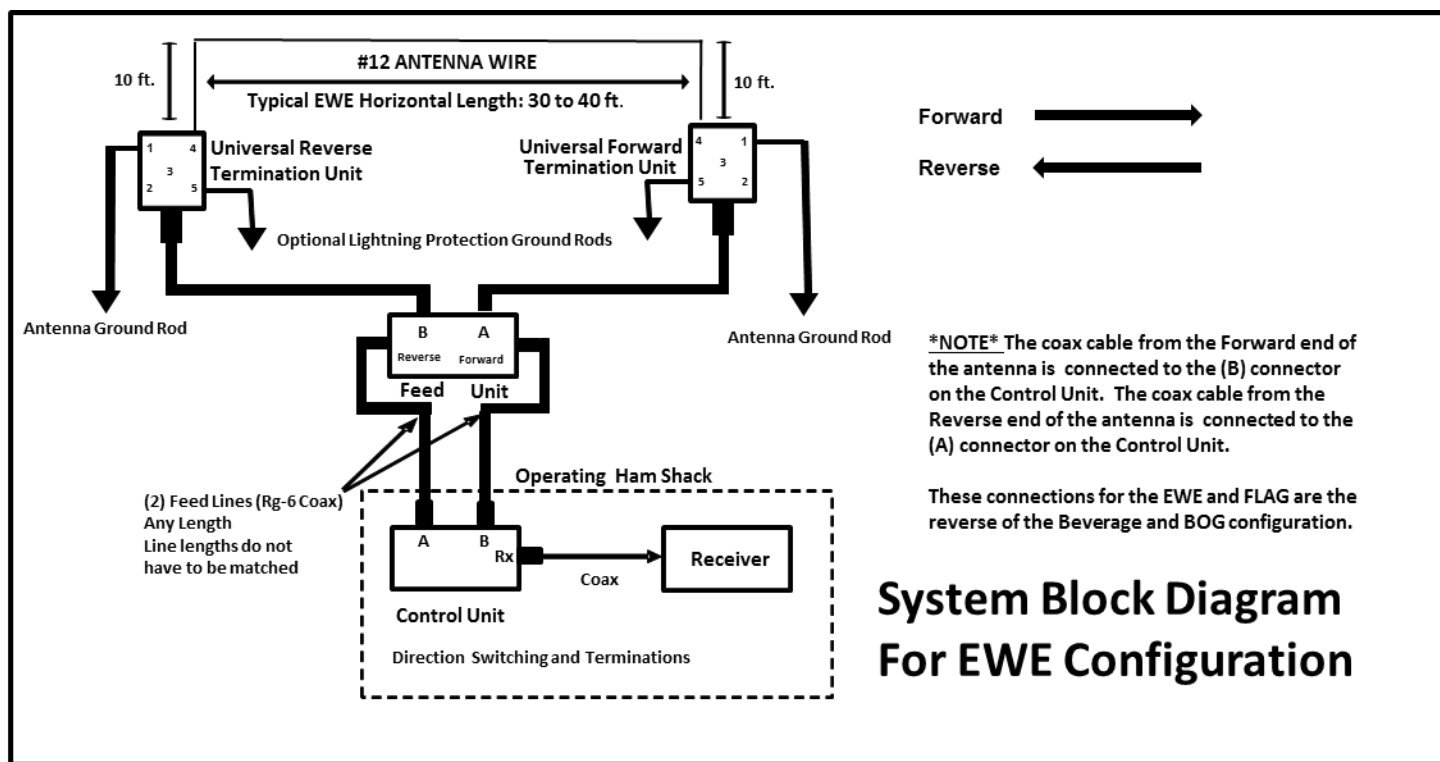 #12 ANTENNA WIRE
10 ft.
10 ft.
Typical EWE Horizontal Length: 30 to 40 ft.
Forward
Reverse
1 4
3
2 5
Universal Reverse
Termination Unit
Universal Forward
Termination Unit
4 1
3
5 2
Optional Lightning Protection Ground Rods
Antenna Ground Rod
Antenna Ground Rod
B A
Reverse Forward
Feed Unit
*NOTE* The coax cable from the Forward end of
the antenna is connected to the (B) connector
on the Control Unit. The coax cable from the
Reverse end of the antenna is connected to the
(A) connector on the Control Unit.
These connections for the EWE and FLAG are the
reverse of the Beverage and BOG configuration.
(2) Feed Lines (Rg-6 Coax)
Any Length
Line lengths do not
have to be matched
Operating Ham Shack
A B
Rx
Coax
Receiver
Control Unit
Direction Switching and Terminations
System Block Diagram
For EWE Configuration